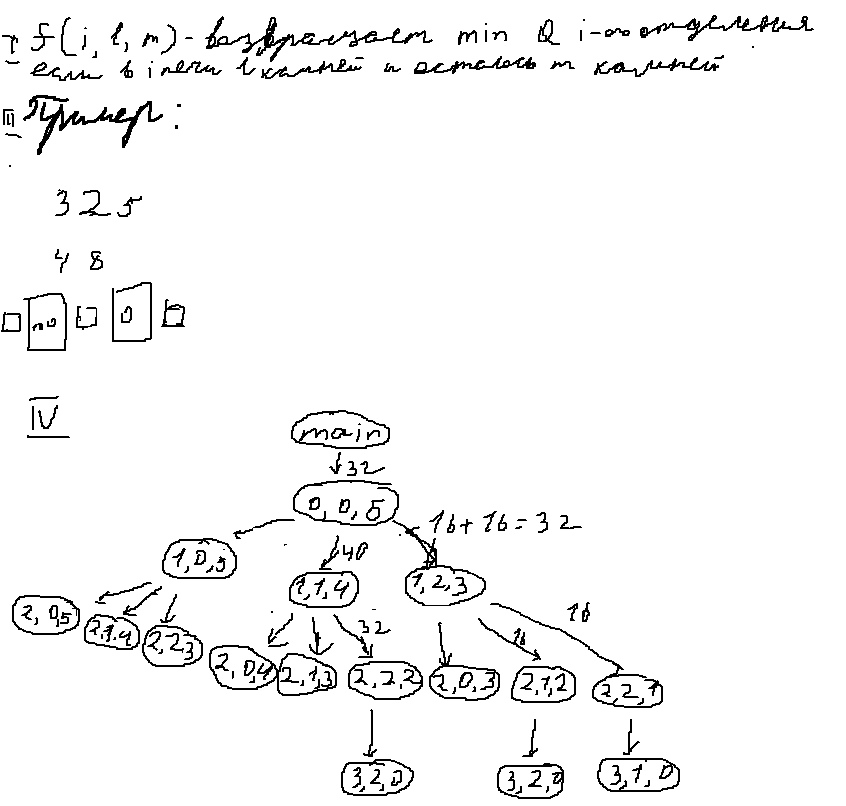 I f(i, l, m) - возвращает min Q i-го отделения
если в i печи l камней и осталось m камней
III Пример:
3 2 5
4 8
0
IV
main
32
0, 0, 5
16 + 16 = 32
1, 0, 5
40
1, 1, 4
1, 2, 3
2, 0, 5
2, 1, 4
2, 2, 3
32
16
16
2, 0, 4
2, 1, 3
2, 2, 2
2, 0, 3
2, 1, 2
2, 2, 1
3, 2, 0
3, 2, 0
3, 1, 0